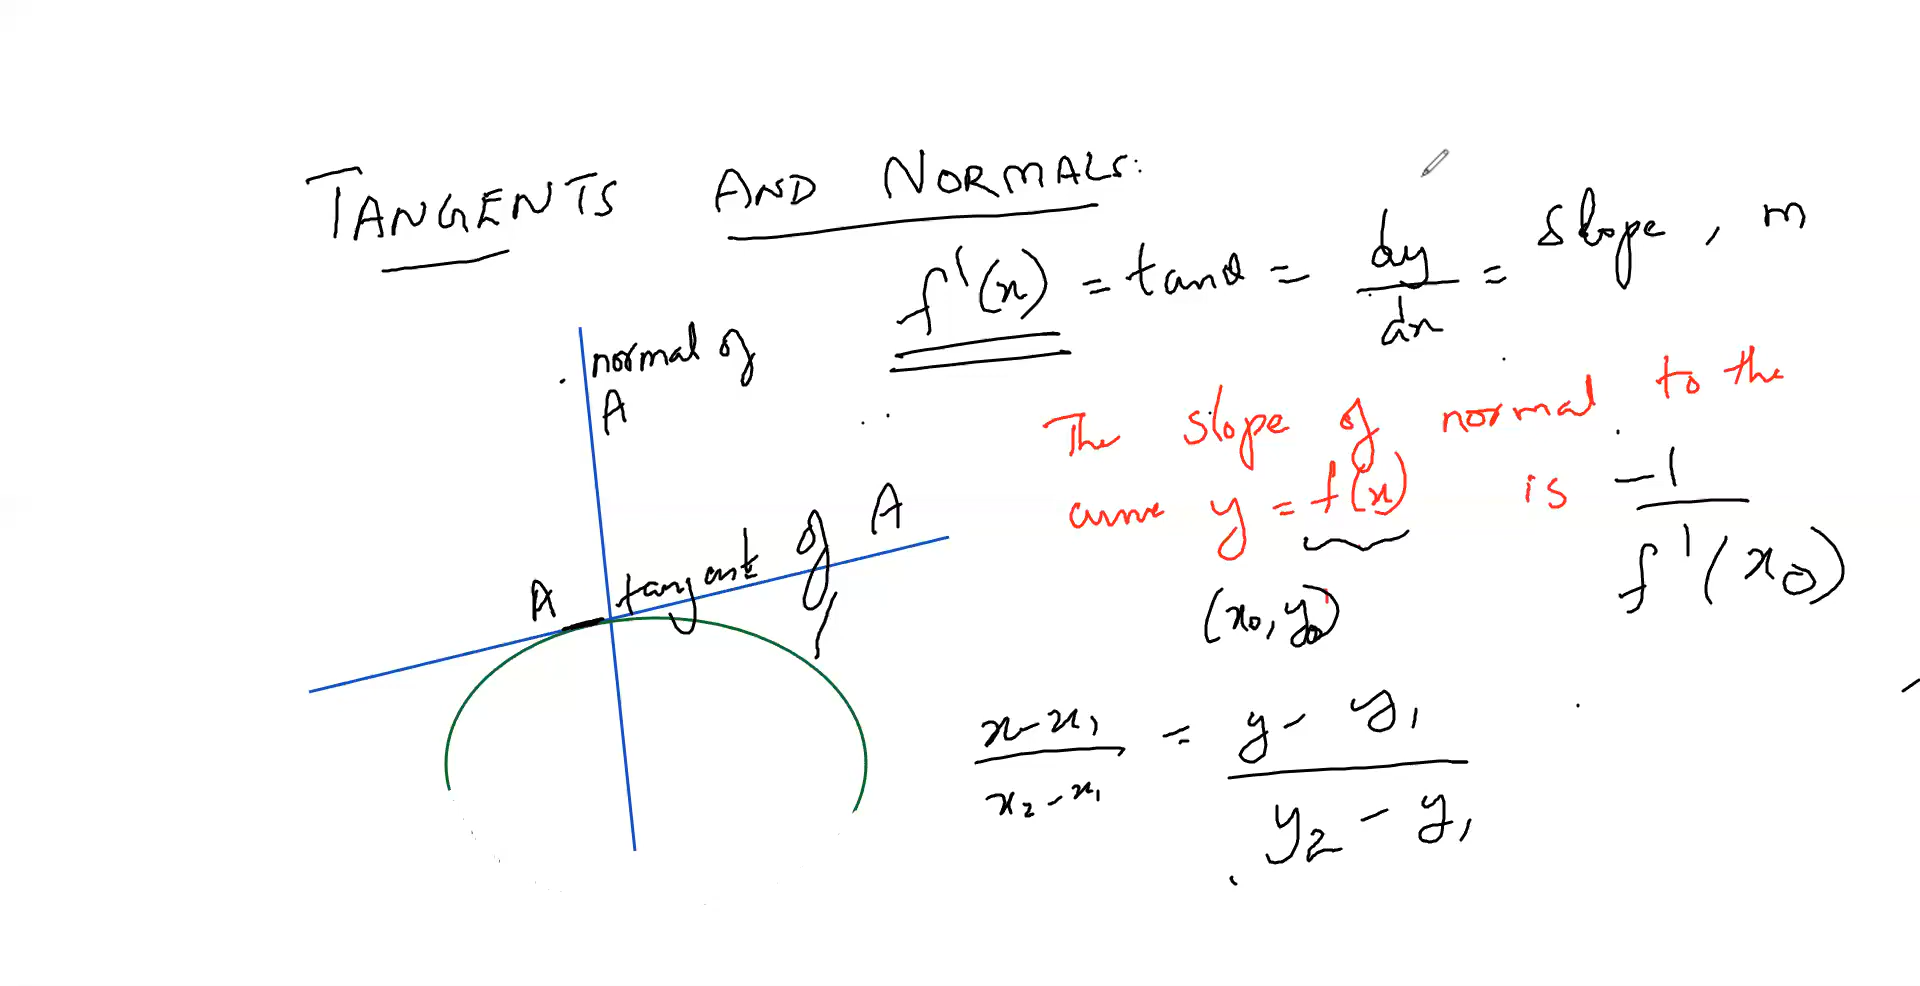 TANGENTS AND NORMALS:
f'(x) = tanα = dy/dx = slope, m
normal of
A
The slope of normal to the
curve y = f(x) is -1/f'(x₀)
tangent of A
A
(x₀, y₀)
x-x₁/x₂-x₁ = y-y₁/y₂-y₁